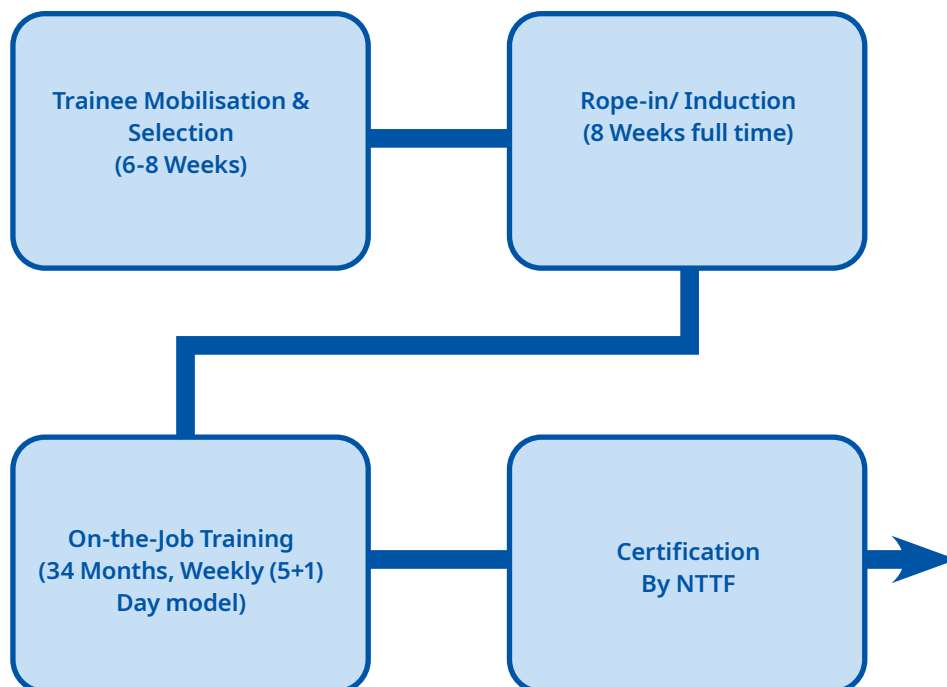 Trainee Mobilisation &
Selection
(6-8 Weeks)
Rope-in/ Induction
(8 Weeks full time)
On-the-Job Training
(34 Months, Weekly (5+1)
Day model)
Certification
By NTTF